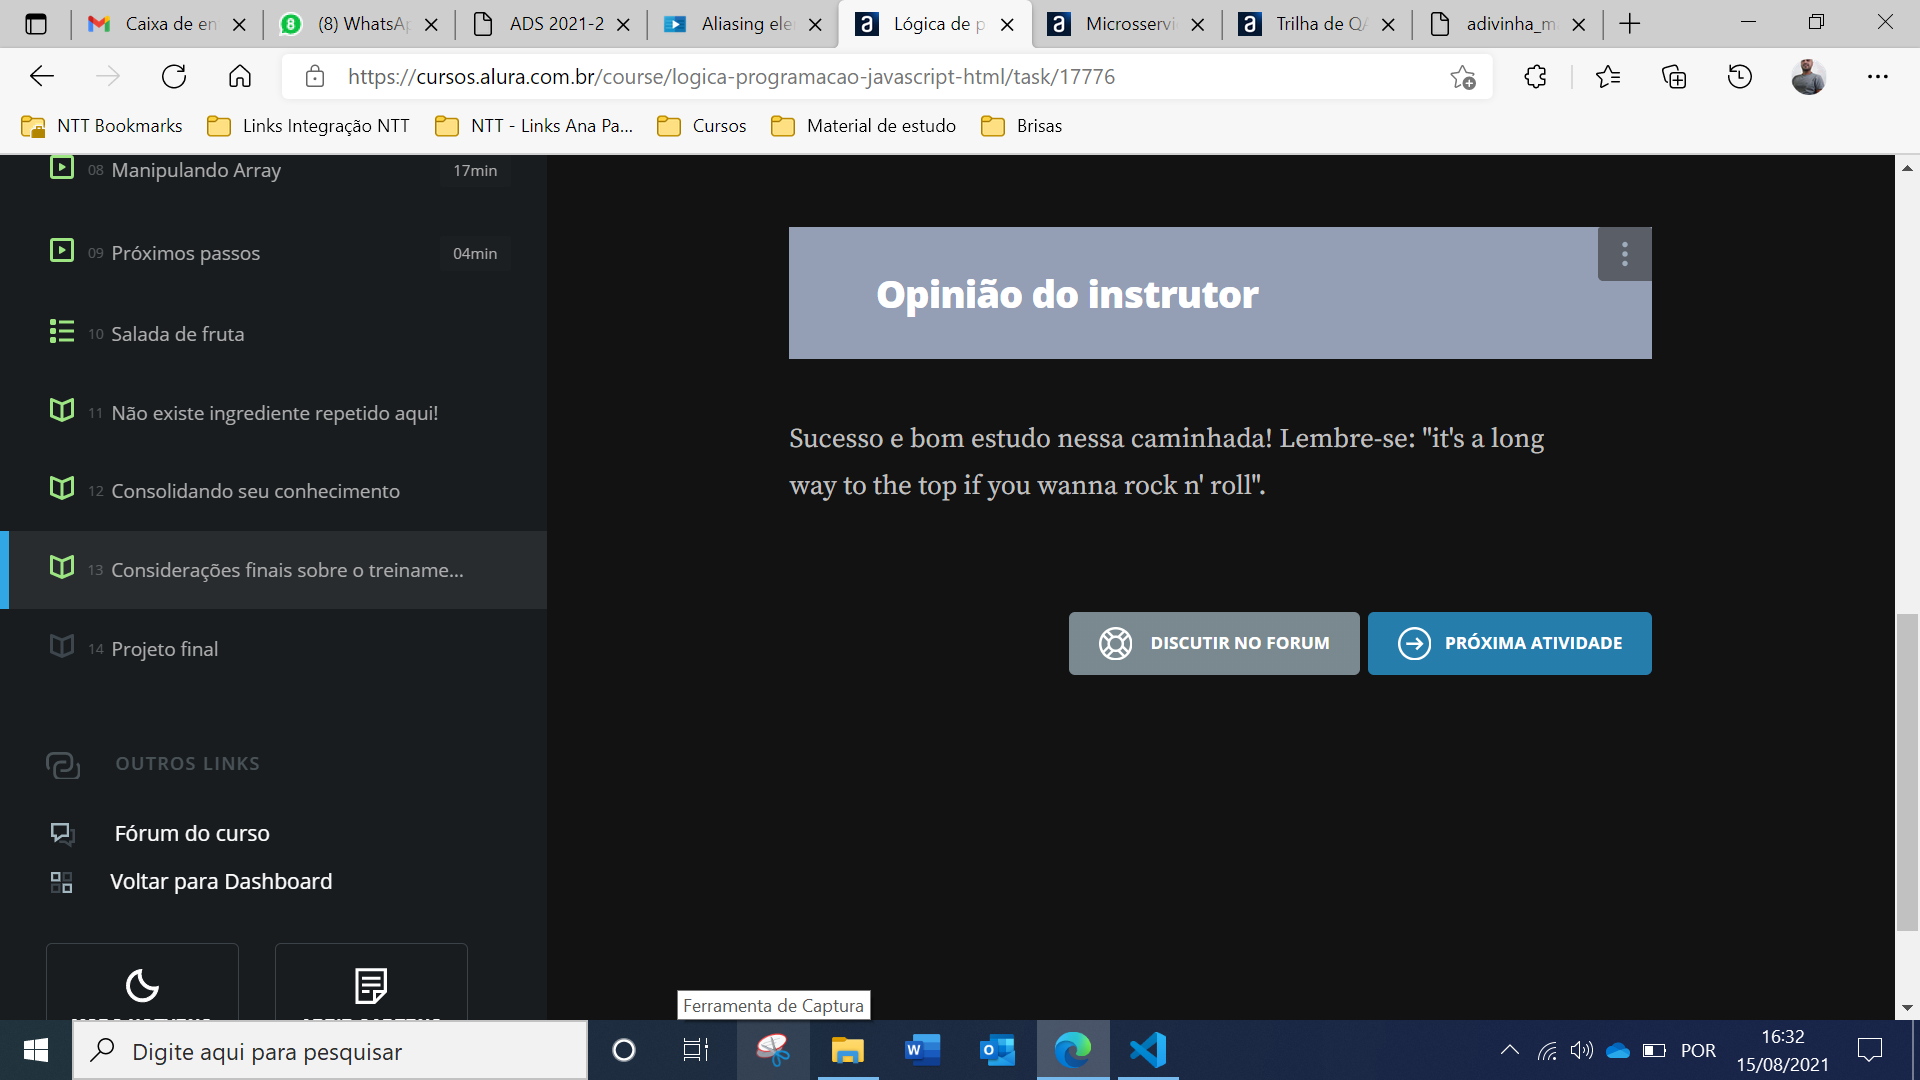 Caixa de en
(8) WhatsAp
ADS 2021-2
Aliasing ele
Lógica de p
Microsservi
Trilha de QA
adivinha_m
https://cursos.alura.com.br/course/logica-programacao-javascript-html/task/17776
NTT Bookmarks
Links Integração NTT
NTT - Links Ana Pa...
Cursos
Material de estudo
Brisas
08 Manipulando Array 17min
09 Próximos passos 04min
10 Salada de fruta
11 Não existe ingrediente repetido aqui!
12 Consolidando seu conhecimento
13 Considerações finais sobre o treiname...
14 Projeto final
OUTROS LINKS
Fórum do curso
Voltar para Dashboard
Opinião do instrutor
Sucesso e bom estudo nessa caminhada! Lembre-se: "it's a long
way to the top if you wanna rock n' roll".
DISCUTIR NO FORUM
PRÓXIMA ATIVIDADE
Ferramenta de Captura
Digite aqui para pesquisar
POR
16:32
15/08/2021